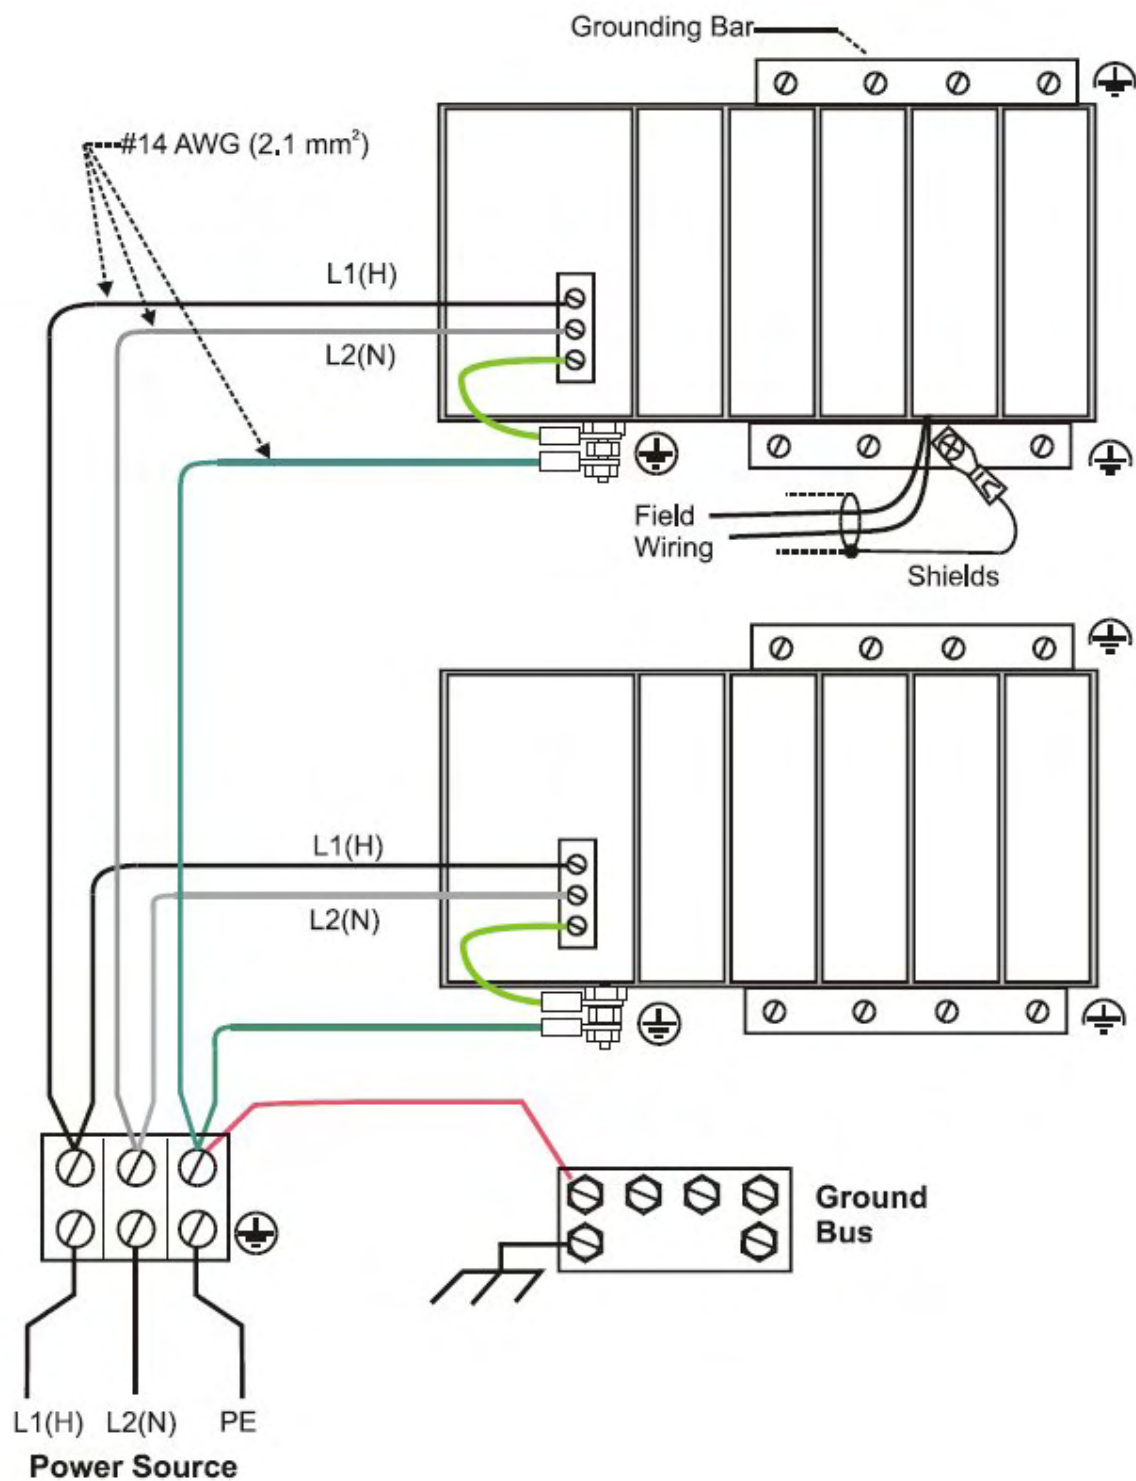 Grounding Bar
#14 AWG (2.1 mm²)
L1(H)
L2(N)
Field
Wiring
Shields
L1(H)
L2(N)
Ground
Bus
L1(H) L2(N) PE
Power Source